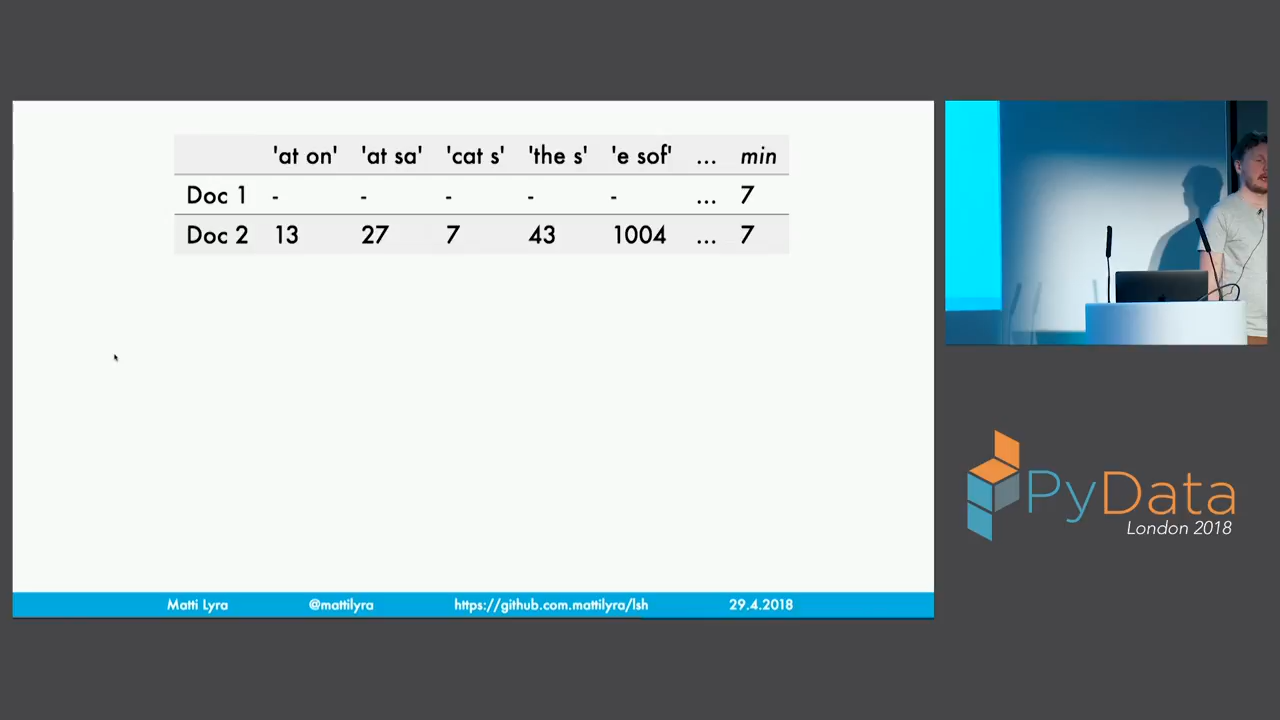 'at on' 'at sa' 'cat s' 'the s' 'e sof' ... min
Doc 1 - - - - - ... 7
Doc 2 13 27 7 43 1004 ... 7
PyData
London 2018
Matti Lyra @mattilyra https://github.com.mattilyra/lsh 29.4.2018